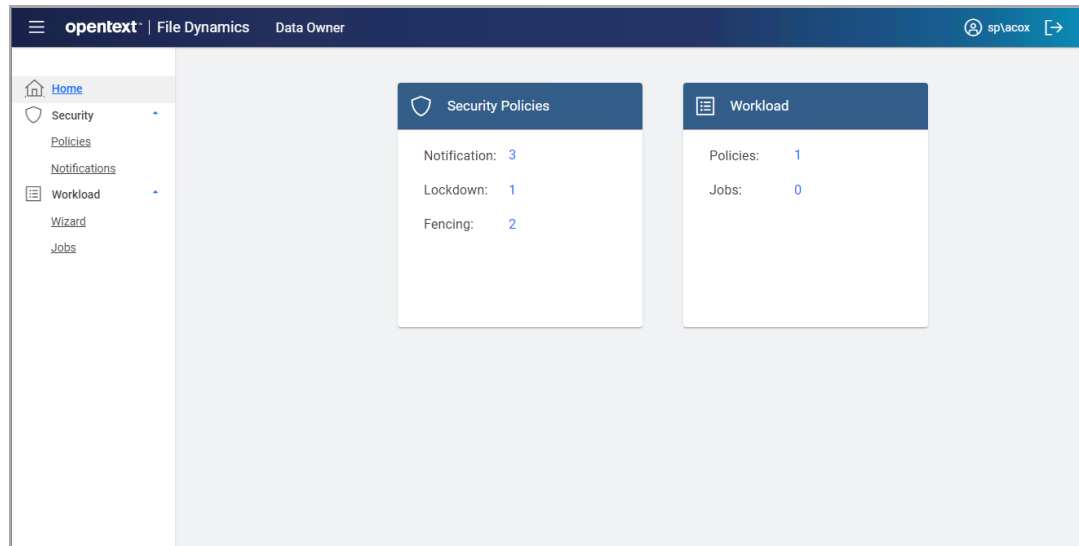 opentext™ | File Dynamics Data Owner sp\acox
Home
Security
Policies
Notifications
Workload
Wizard
Jobs
Security Policies
Notification: 3
Lockdown: 1
Fencing: 2
Workload
Policies: 1
Jobs: 0